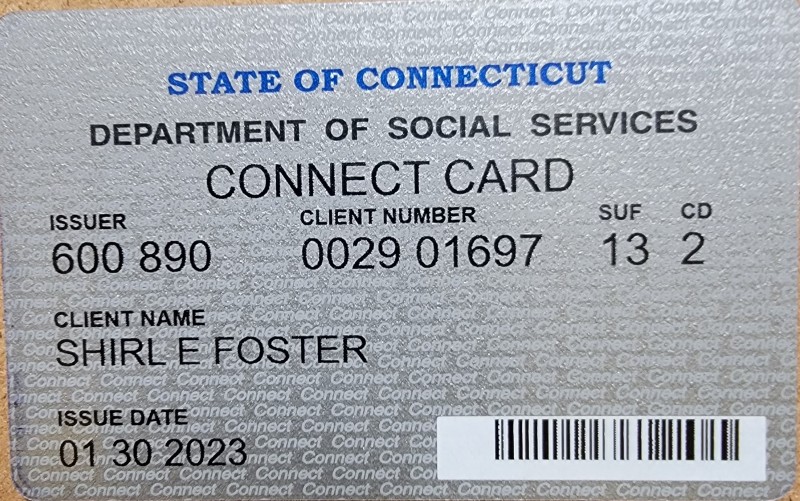 STATE OF CONNECTICUT
DEPARTMENT OF SOCIAL SERVICES
CONNECT CARD
ISSUER CLIENT NUMBER SUF CD
600 890 0029 01697 13 2
CLIENT NAME
SHIRL E FOSTER
ISSUE DATE
01 30 2023